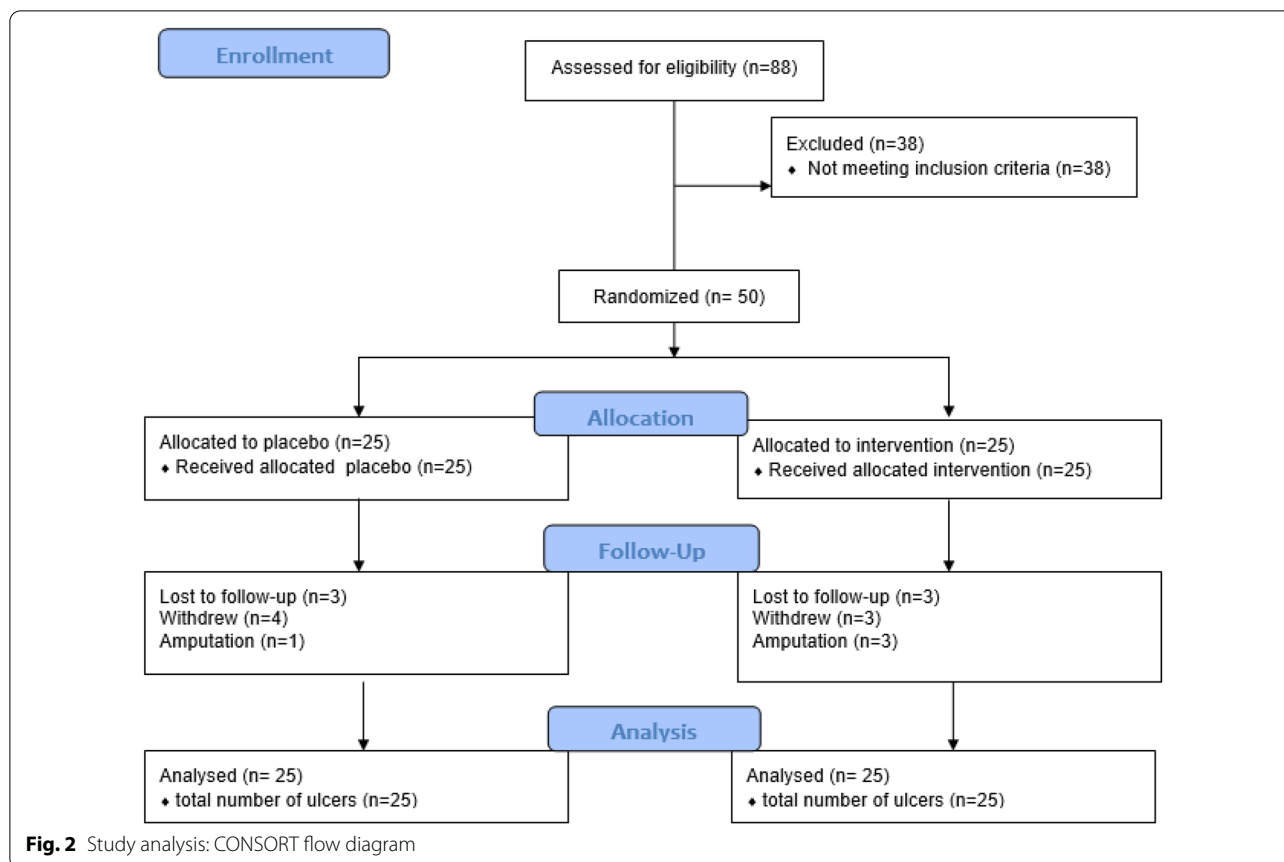 Enrollment
Assessed for eligibility (n=88)
Excluded (n=38)
♦ Not meeting inclusion criteria (n=38)
Randomized (n= 50)
Allocation
Allocated to placebo (n=25)
♦ Received allocated placebo (n=25)
Allocated to intervention (n=25)
♦ Received allocated intervention (n=25)
Follow-Up
Lost to follow-up (n=3)
Withdrew (n=4)
Amputation (n=1)
Lost to follow-up (n=3)
Withdrew (n=3)
Amputation (n=3)
Analysis
Analysed (n= 25)
♦ total number of ulcers (n=25)
Analysed (n= 25)
♦ total number of ulcers (n=25)
Fig. 2 Study analysis: CONSORT flow diagram